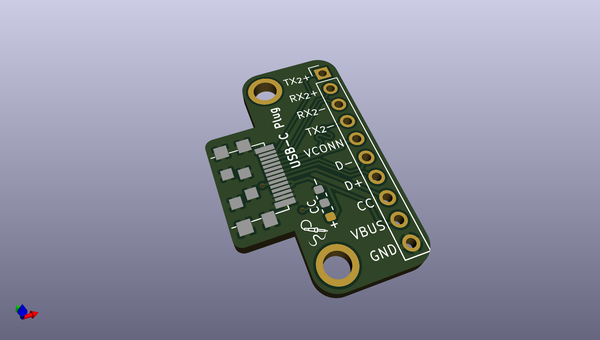 TX2+
RX2+
RX2-
TX2-
VCONN
D-
D+
CC
VBUS
GND
USB-C Plug
CC
+